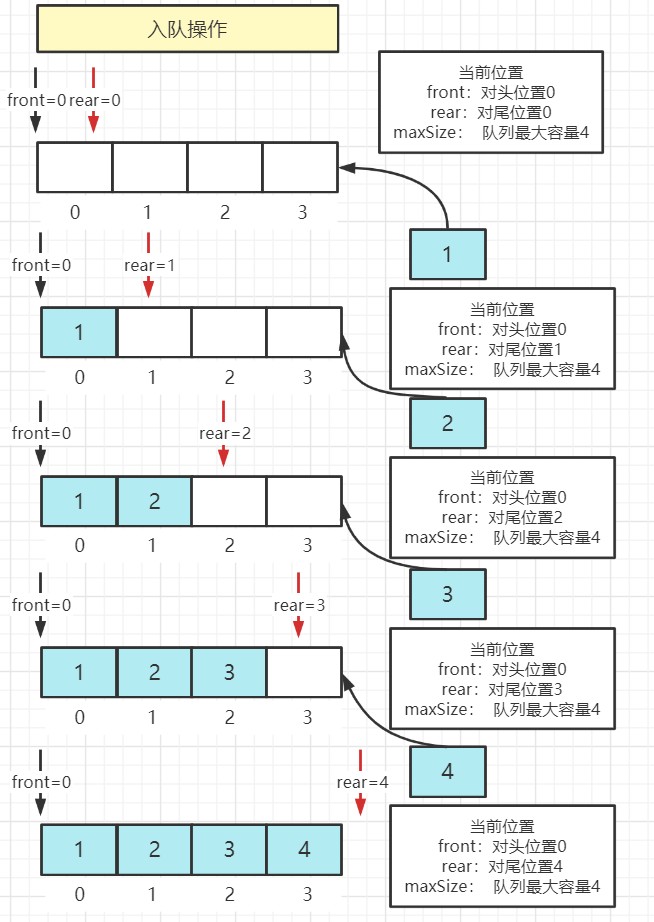 入队操作
front=0 rear=0
当前位置
front：对头位置0
rear：对尾位置0
maxSize： 队列最大容量4
0 1 2 3
1
front=0 rear=1
当前位置
front：对头位置0
rear：对尾位置1
maxSize： 队列最大容量4
1
0 1 2 3
2
front=0 rear=2
当前位置
front：对头位置0
rear：对尾位置2
maxSize： 队列最大容量4
1 2
0 1 2 3
3
front=0 rear=3
当前位置
front：对头位置0
rear：对尾位置3
maxSize： 队列最大容量4
1 2 3
0 1 2 3
4
front=0 rear=4
当前位置
front：对头位置0
rear：对尾位置4
maxSize： 队列最大容量4
1 2 3 4
0 1 2 3